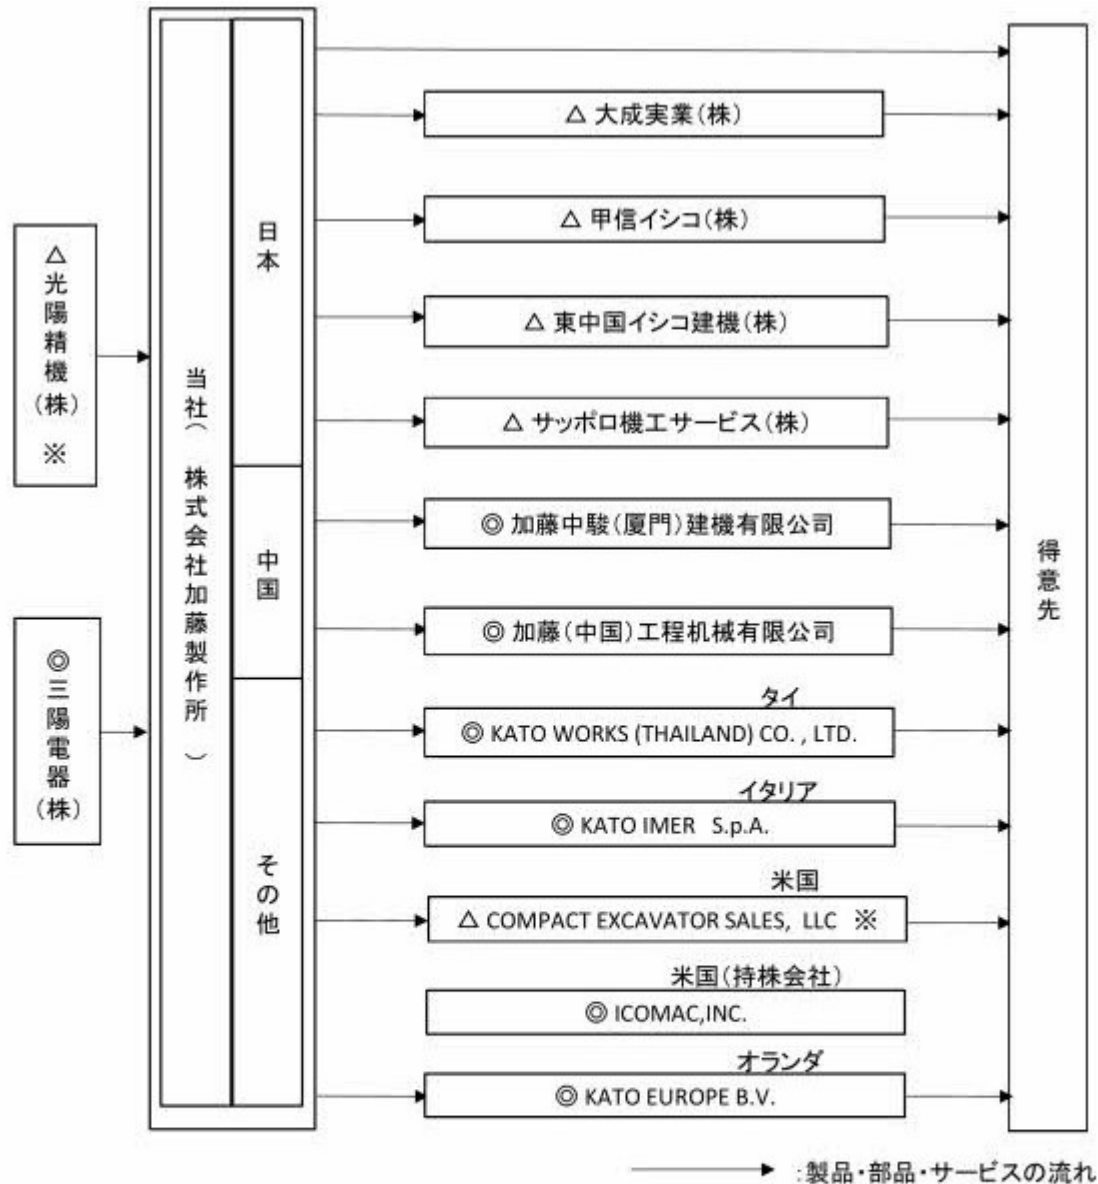 △光陽精機(株) ※
◎三陽電器(株)
当社( 株式会社加藤製作所 )
日本
中国
その他
△ 大成実業(株)
△ 甲信イシコ(株)
△ 東中国イシコ建機(株)
△ サッポロ機工サービス(株)
◎ 加藤中駿(厦門)建機有限公司
◎ 加藤(中国)工程机械有限公司
タイ
◎ KATO WORKS (THAILAND) CO. , LTD.
イタリア
◎ KATO IMER S.p.A.
米国
△ COMPACT EXCAVATOR SALES, LLC ※
米国(持株会社)
◎ ICOMAC,INC.
オランダ
◎ KATO EUROPE B.V.
得意先
:製品・部品・サービスの流れ